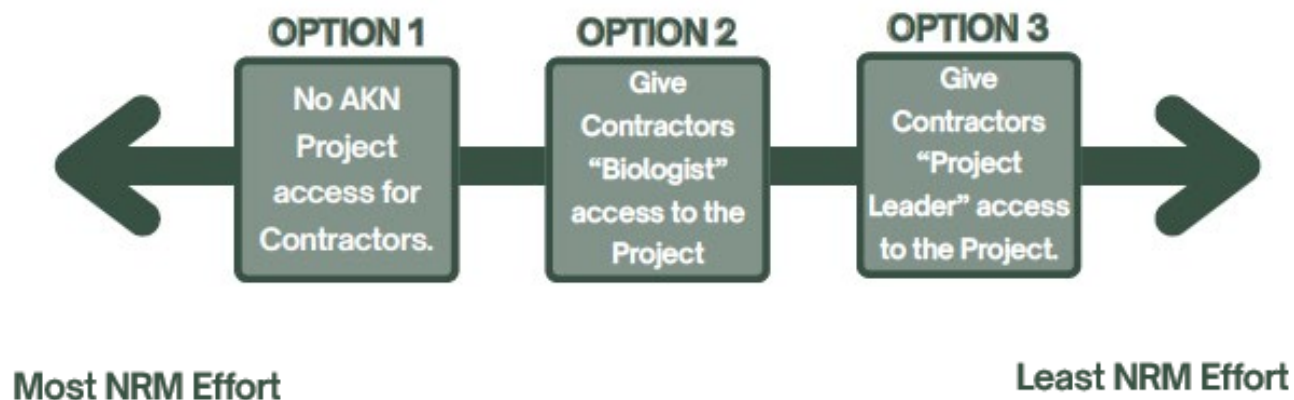 OPTION 1
No AKN
Project
access for
Contractors.
OPTION 2
Give
Contractors
“Biologist”
access to the
Project
OPTION 3
Give
Contractors
“Project
Leader” access
to the Project.
Most NRM Effort
Least NRM Effort